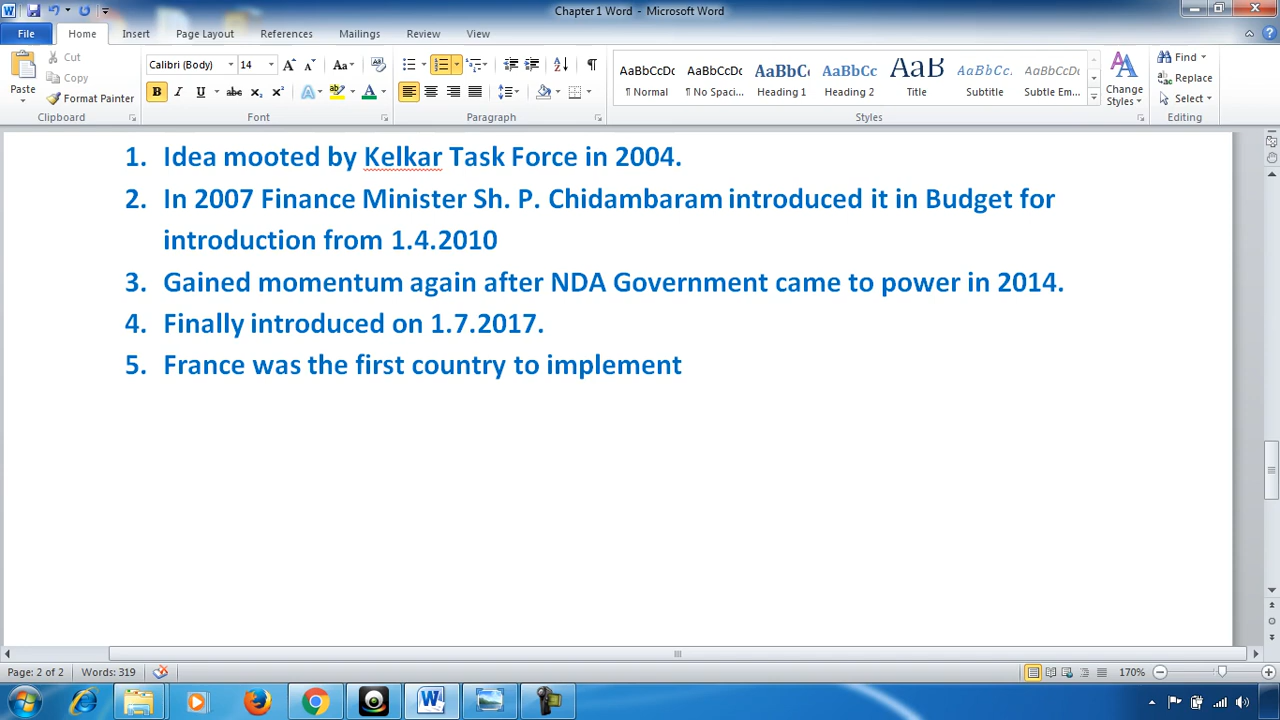 Chapter 1 Word - Microsoft Word
File Home Insert Page Layout References Mailings Review View
Paste Cut Copy Format Painter
Calibri (Body) 14
AaBbCcDc AaBbCcDc AaBbCc AaBbCc AaB AaBbCc. AaBbCcDc
¶ Normal ¶ No Spaci... Heading 1 Heading 2 Title Subtitle Subtle Em...
Change Styles
Find Replace Select
Clipboard Font Paragraph Styles Editing
1. Idea mooted by Kelkar Task Force in 2004.
2. In 2007 Finance Minister Sh. P. Chidambaram introduced it in Budget for
introduction from 1.4.2010
3. Gained momentum again after NDA Government came to power in 2014.
4. Finally introduced on 1.7.2017.
5. France was the first country to implement
Page: 2 of 2 Words: 319 170%